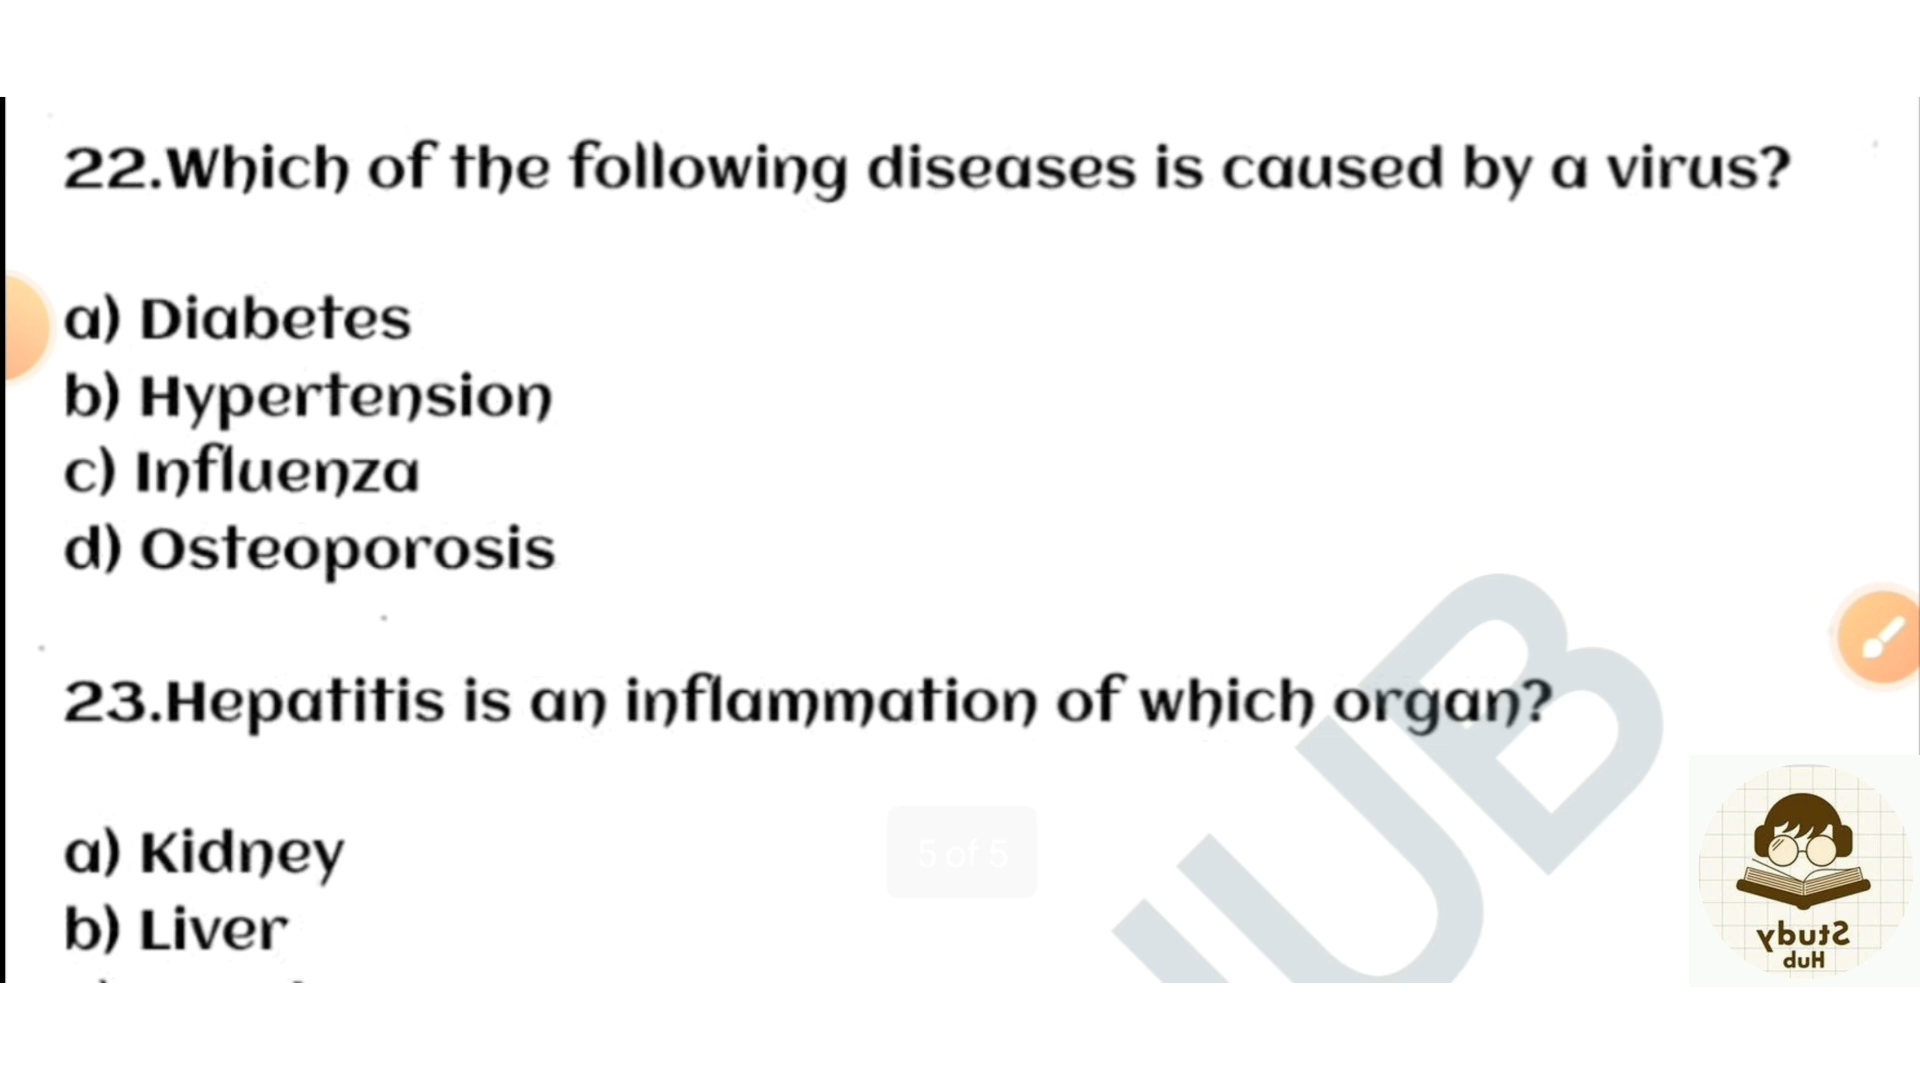 22.Which of the following diseases is caused by a virus?
a) Diabetes
b) Hypertension
c) Influenza
d) Osteoporosis
23.Hepatitis is an inflammation of which organ?
a) Kidney
b) Liver
5 of 5
UB
Study
Hub